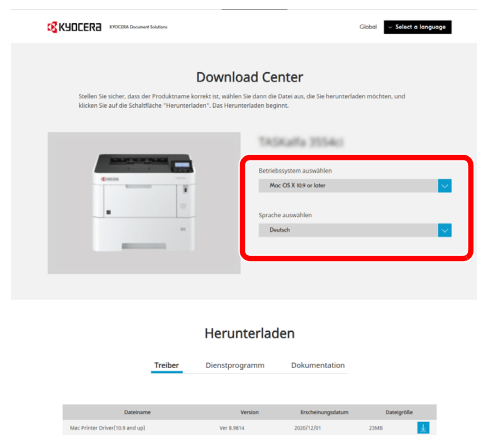 KYOCERA KYOCERA Document Solutions
Global Select a language
Download Center
Stellen Sie sicher, dass der Produktname korrekt ist, wählen Sie dann die Datei aus, die Sie herunterladen möchten, und
klicken Sie auf die Schaltfläche "Herunterladen". Das Herunterladen beginnt.
TASKalfa 3554ci
Betriebssystem auswählen
Mac OS X 10.9 or later
Sprache auswählen
Deutsch
KYOCERA
Herunterladen
Treiber Dienstprogramm Dokumentation
Dateiname Version Erscheinungsdatum Dateigröße
Mac Printer Driver(10.9 and up) Ver 8.9814 2020/12/01 23MB